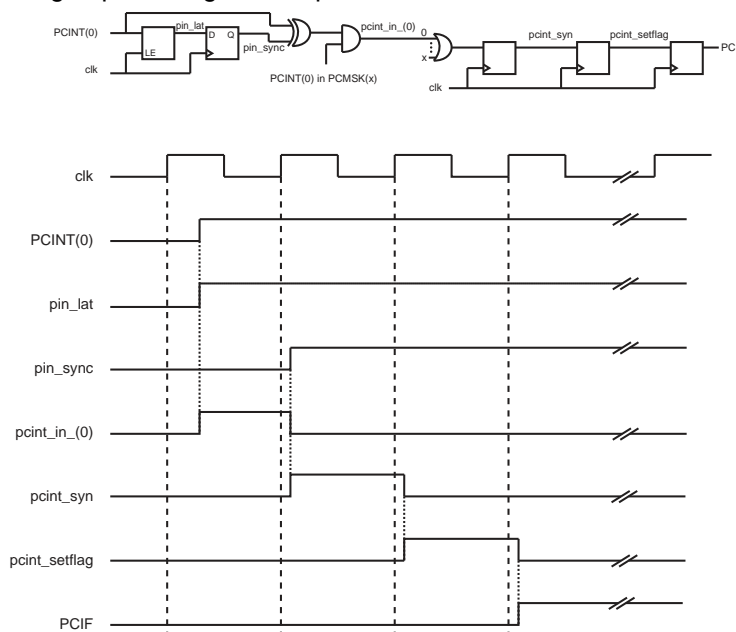 PCINT(0)
LE
clk
pin_lat
D Q
pin_sync
PCINT(0) in PCMSK(x)
pcint_in_(0)
0
x
clk
pcint_syn
pcint_setflag
PC
clk
PCINT(0)
pin_lat
pin_sync
pcint_in_(0)
pcint_syn
pcint_setflag
PCIF